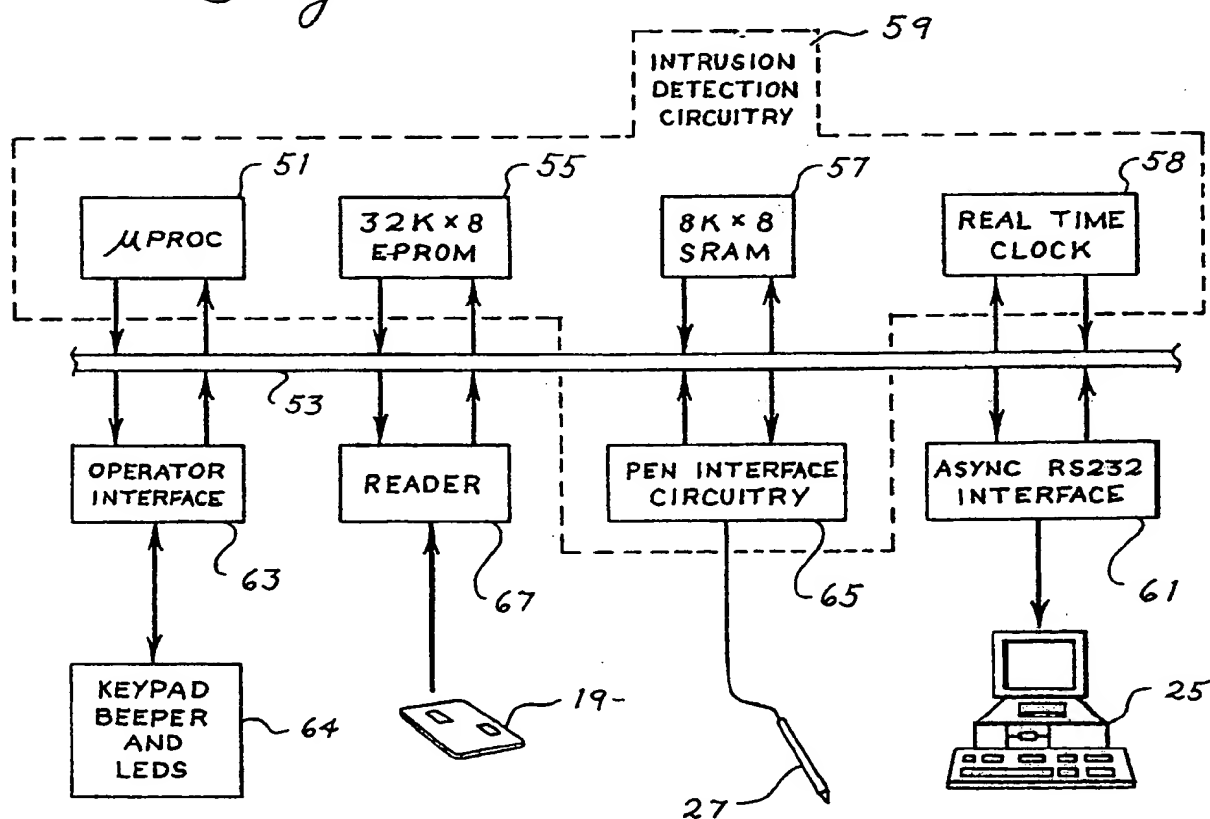 59
INTRUSION
DETECTION
CIRCUITRY
51
55
57
58
μPROC
32K × 8
E-PROM
8K × 8
SRAM
REAL TIME
CLOCK
53
OPERATOR
INTERFACE
READER
PEN INTERFACE
CIRCUITRY
ASYNC RS232
INTERFACE
63
67
65
61
KEYPAD
BEEPER
AND
LEDS
64
19-
27
25